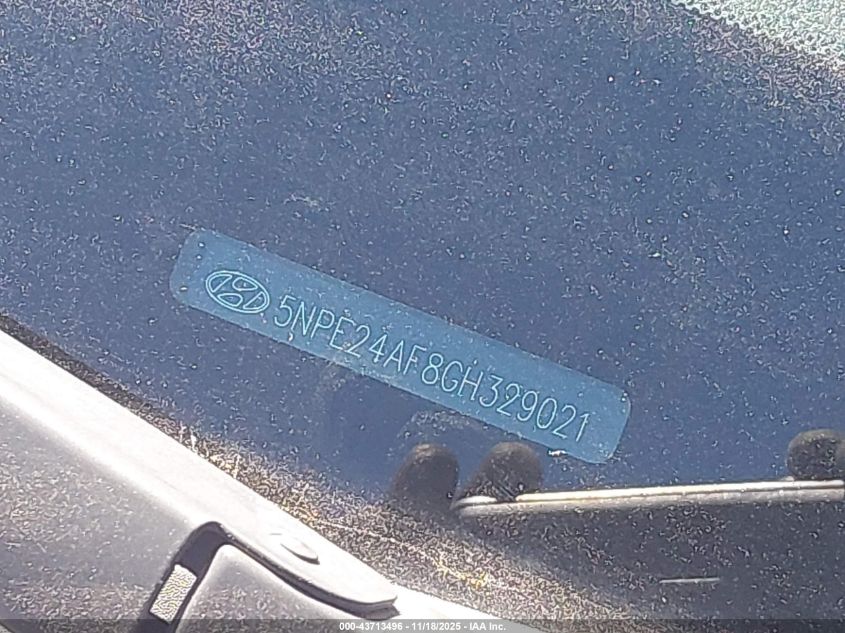 5NPE24AF8GH329021
000-43713496 - 11/18/2025 - IAA Inc.